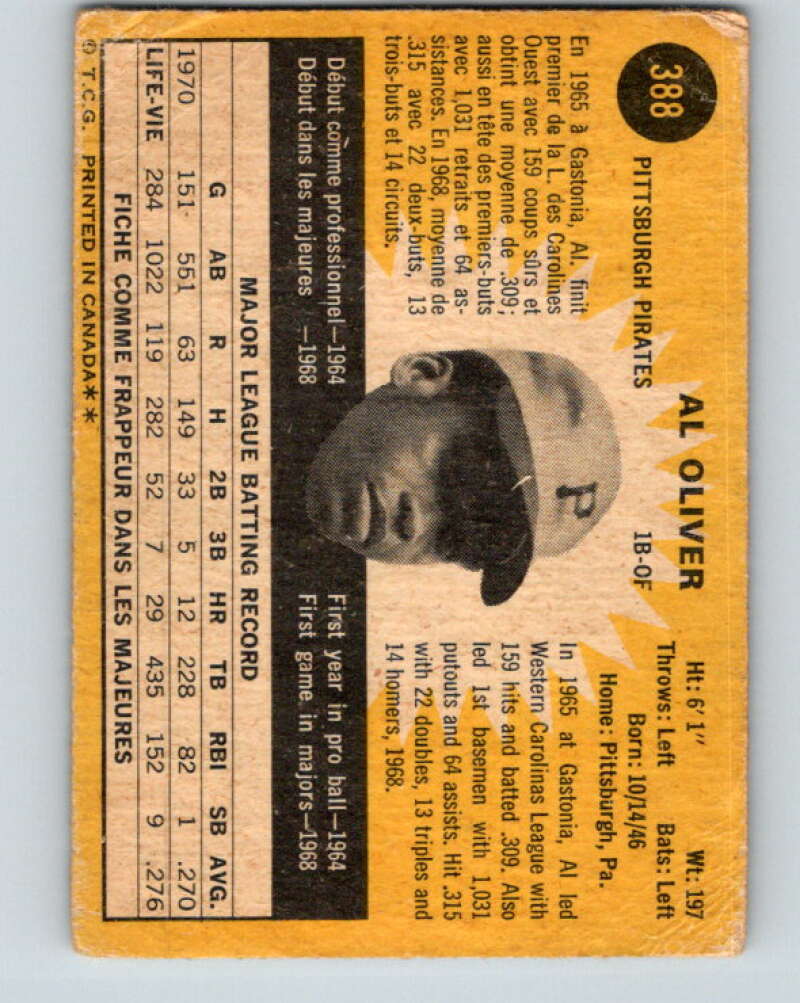 388
PITTSBURGH PIRATES
AL OLIVER
1B-OF
Ht: 6'1" Wt: 197
Throws: Left Bats: Left
Born: 10/14/46
Home: Pittsburgh, Pa.
En 1965 à Gastonia, Al. finit
premier de la L. des Carolines
Ouest avec 159 coups sûrs et
obtint une moyenne de .309;
aussi en tête des premiers-buts
avec 1,031 retraits et 64 as-
sistances. En 1968, moyenne de
.315 avec 22 deux-buts, 13
trois-buts et 14 circuits.
P
In 1965 at Gastonia, Al led
Western Carolinas League with
159 hits and batted .309. Also
led 1st basemen with 1,031
putouts and 64 assists. Hit .315
with 22 doubles, 13 triples and
14 homers, 1968.
Début comme professionnel—1964
Début dans les majeures —1968
First year in pro ball—1964
First game in majors—1968
MAJOR LEAGUE BATTING RECORD
G AB R H 2B 3B HR TB RBI SB AVG.
1970 151 551 63 149 33 5 12 228 82 1 .270
LIFE-VIE 284 1022 119 282 52 7 29 435 152 9 .276
FICHE COMME FRAPPEUR DANS LES MAJEURES
© T.C.G. PRINTED IN CANADA**